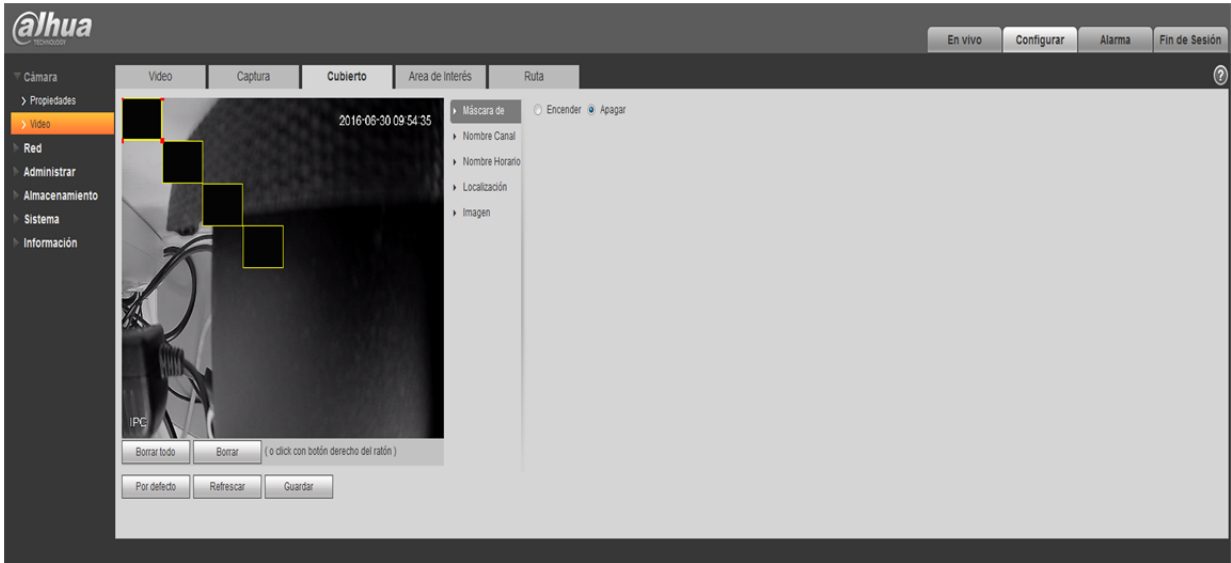 alhua
TECHNOLOGY
En vivo
Configurar
Alarma
Fin de Sesión
Cámara
Propiedades
Video
Red
Administrar
Almacenamiento
Sistema
Información
Video
Captura
Cubierto
Area de Interés
Ruta
?
2016-06-30 09:54:35
IPC
Máscara de
Nombre Canal
Nombre Horario
Localización
Imagen
Encender
Apagar
Borrar todo
Borrar
( o click con botón derecho del ratón )
Por defecto
Refrescar
Guardar